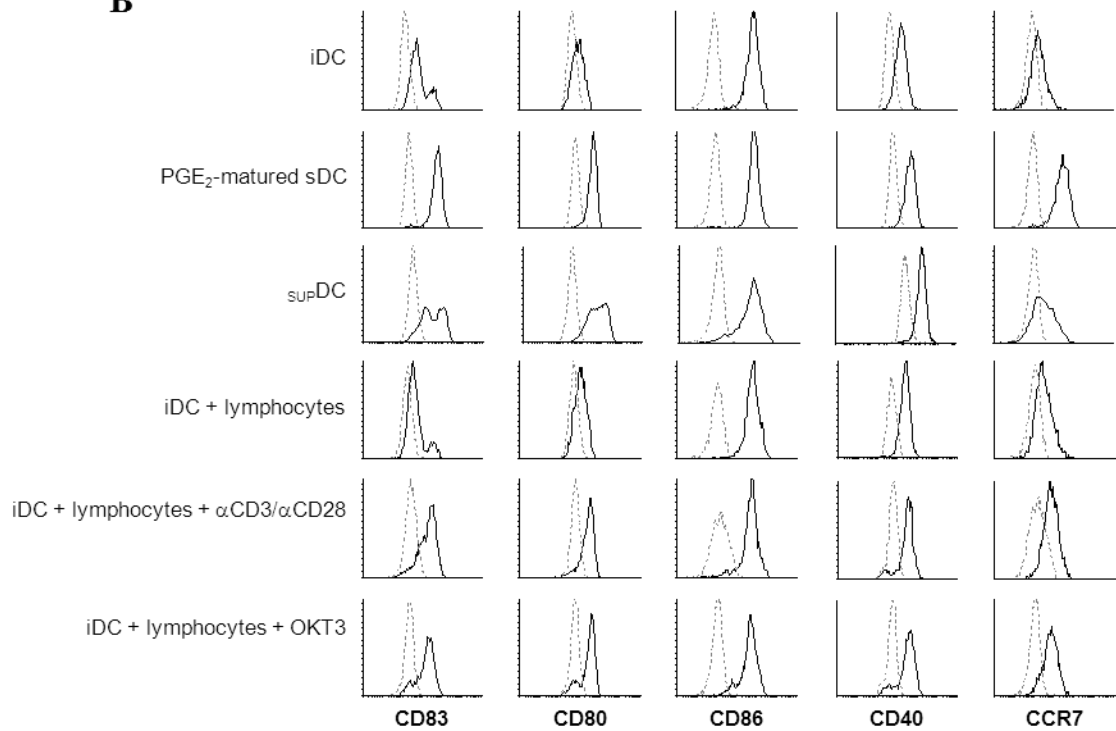 B
iDC
PGE₂-matured sDC
SUPDC
iDC + lymphocytes
iDC + lymphocytes + αCD3/αCD28
iDC + lymphocytes + OKT3
CD83 CD80 CD86 CD40 CCR7